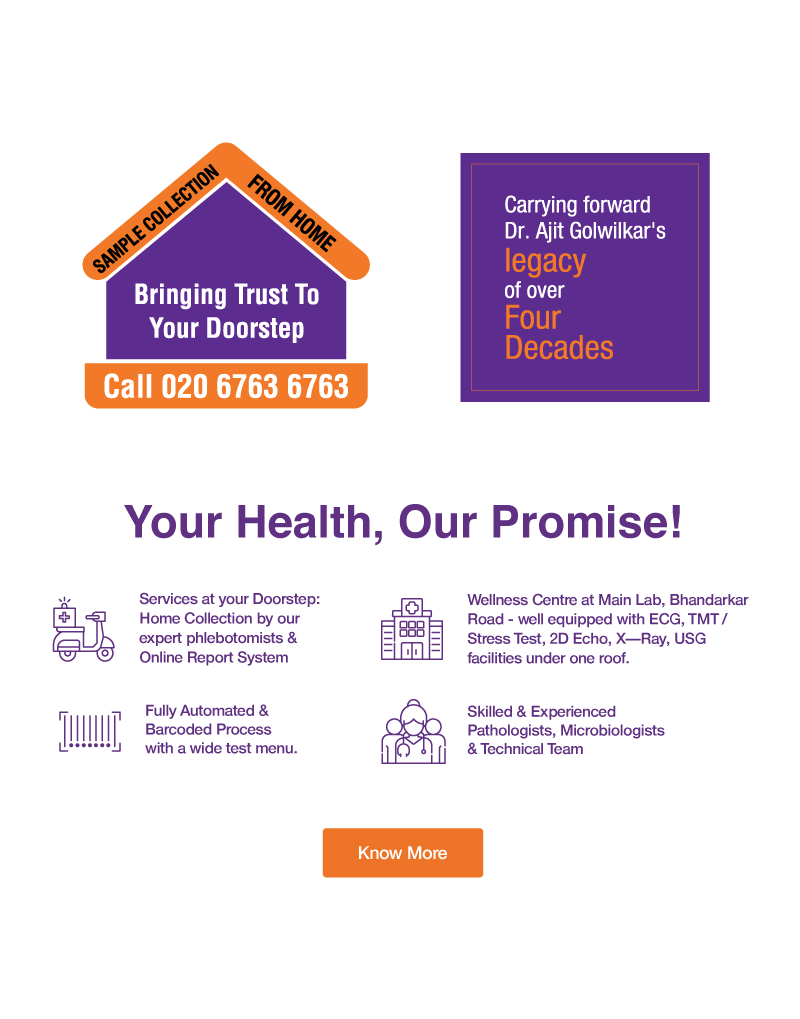 SAMPLE COLLECTION
FROM HOME
Bringing Trust To
Your Doorstep
Call 020 6763 6763
Carrying forward
Dr. Ajit Golwilkar's
legacy
of over
Four
Decades
Your Health, Our Promise!
Services at your Doorstep:
Home Collection by our
expert phlebotomists &
Online Report System
Wellness Centre at Main Lab, Bhandarkar
Road - well equipped with ECG, TMT /
Stress Test, 2D Echo, X—Ray, USG
facilities under one roof.
Fully Automated &
Barcoded Process
with a wide test menu.
Skilled & Experienced
Pathologists, Microbiologists
& Technical Team
Know More